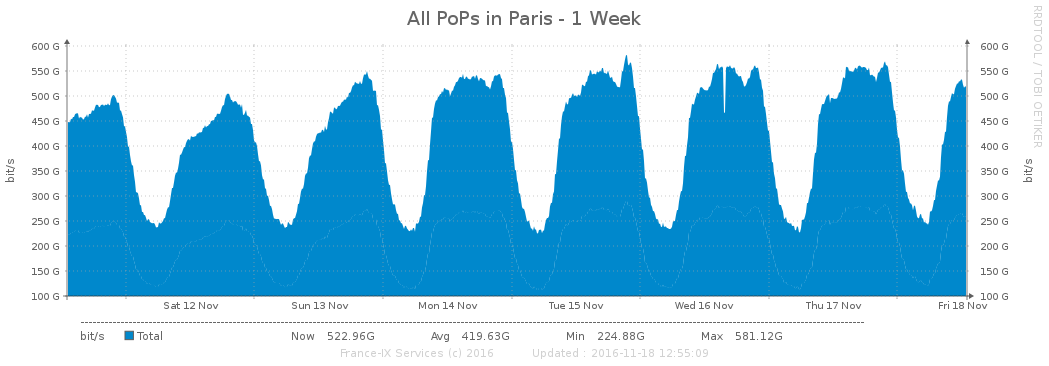 All PoPs in Paris - 1 Week
RRDTOOL / TOBI OETIKER
bit/s
600 G
550 G
500 G
450 G
400 G
350 G
300 G
250 G
200 G
150 G
100 G
600 G
550 G
500 G
450 G
400 G
350 G
300 G
250 G
200 G
150 G
100 G
bit/s
Sat 12 Nov Sun 13 Nov Mon 14 Nov Tue 15 Nov Wed 16 Nov Thu 17 Nov Fri 18 Nov
bit/s Total Now 522.96G Avg 419.63G Min 224.88G Max 581.12G
France-IX Services (c) 2016 Updated : 2016-11-18 12:55:09